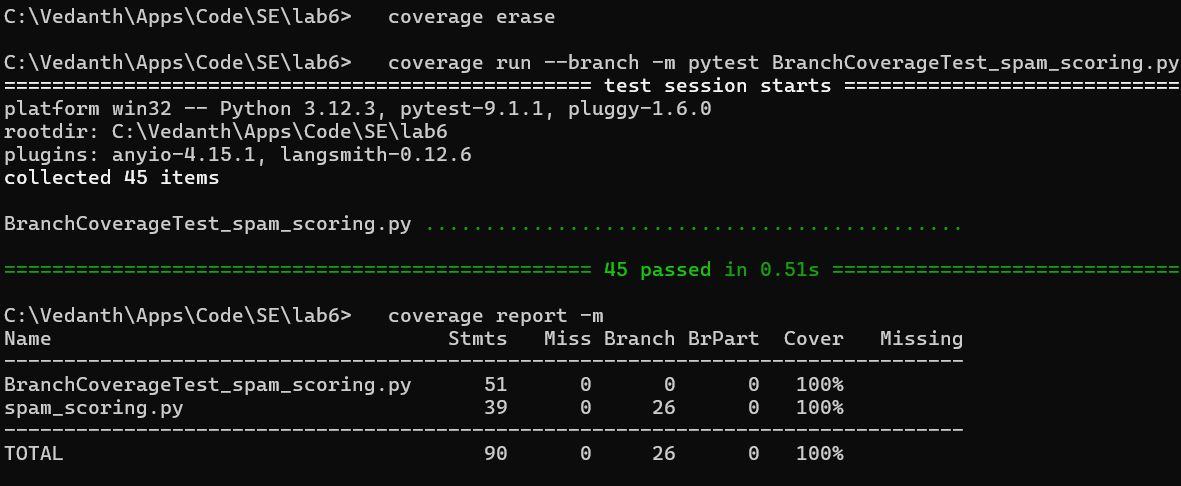 C:\Vedanth\Apps\Code\SE\lab6>   coverage erase
C:\Vedanth\Apps\Code\SE\lab6>   coverage run --branch -m pytest BranchCoverageTest_spam_scoring.py
================================================= test session starts ============================
platform win32 -- Python 3.12.3, pytest-9.1.1, pluggy-1.6.0
rootdir: C:\Vedanth\Apps\Code\SE\lab6
plugins: anyio-4.15.1, langsmith-0.12.6
collected 45 items
BranchCoverageTest_spam_scoring.py .............................................
================================================= 45 passed in 0.51s =============================
C:\Vedanth\Apps\Code\SE\lab6>   coverage report -m
Name                                 Stmts   Miss Branch BrPart  Cover   Missing
--------------------------------------------------------------------------------
BranchCoverageTest_spam_scoring.py      51      0      0      0   100%
spam_scoring.py                         39      0     26      0   100%
--------------------------------------------------------------------------------
TOTAL                                   90      0     26      0   100%